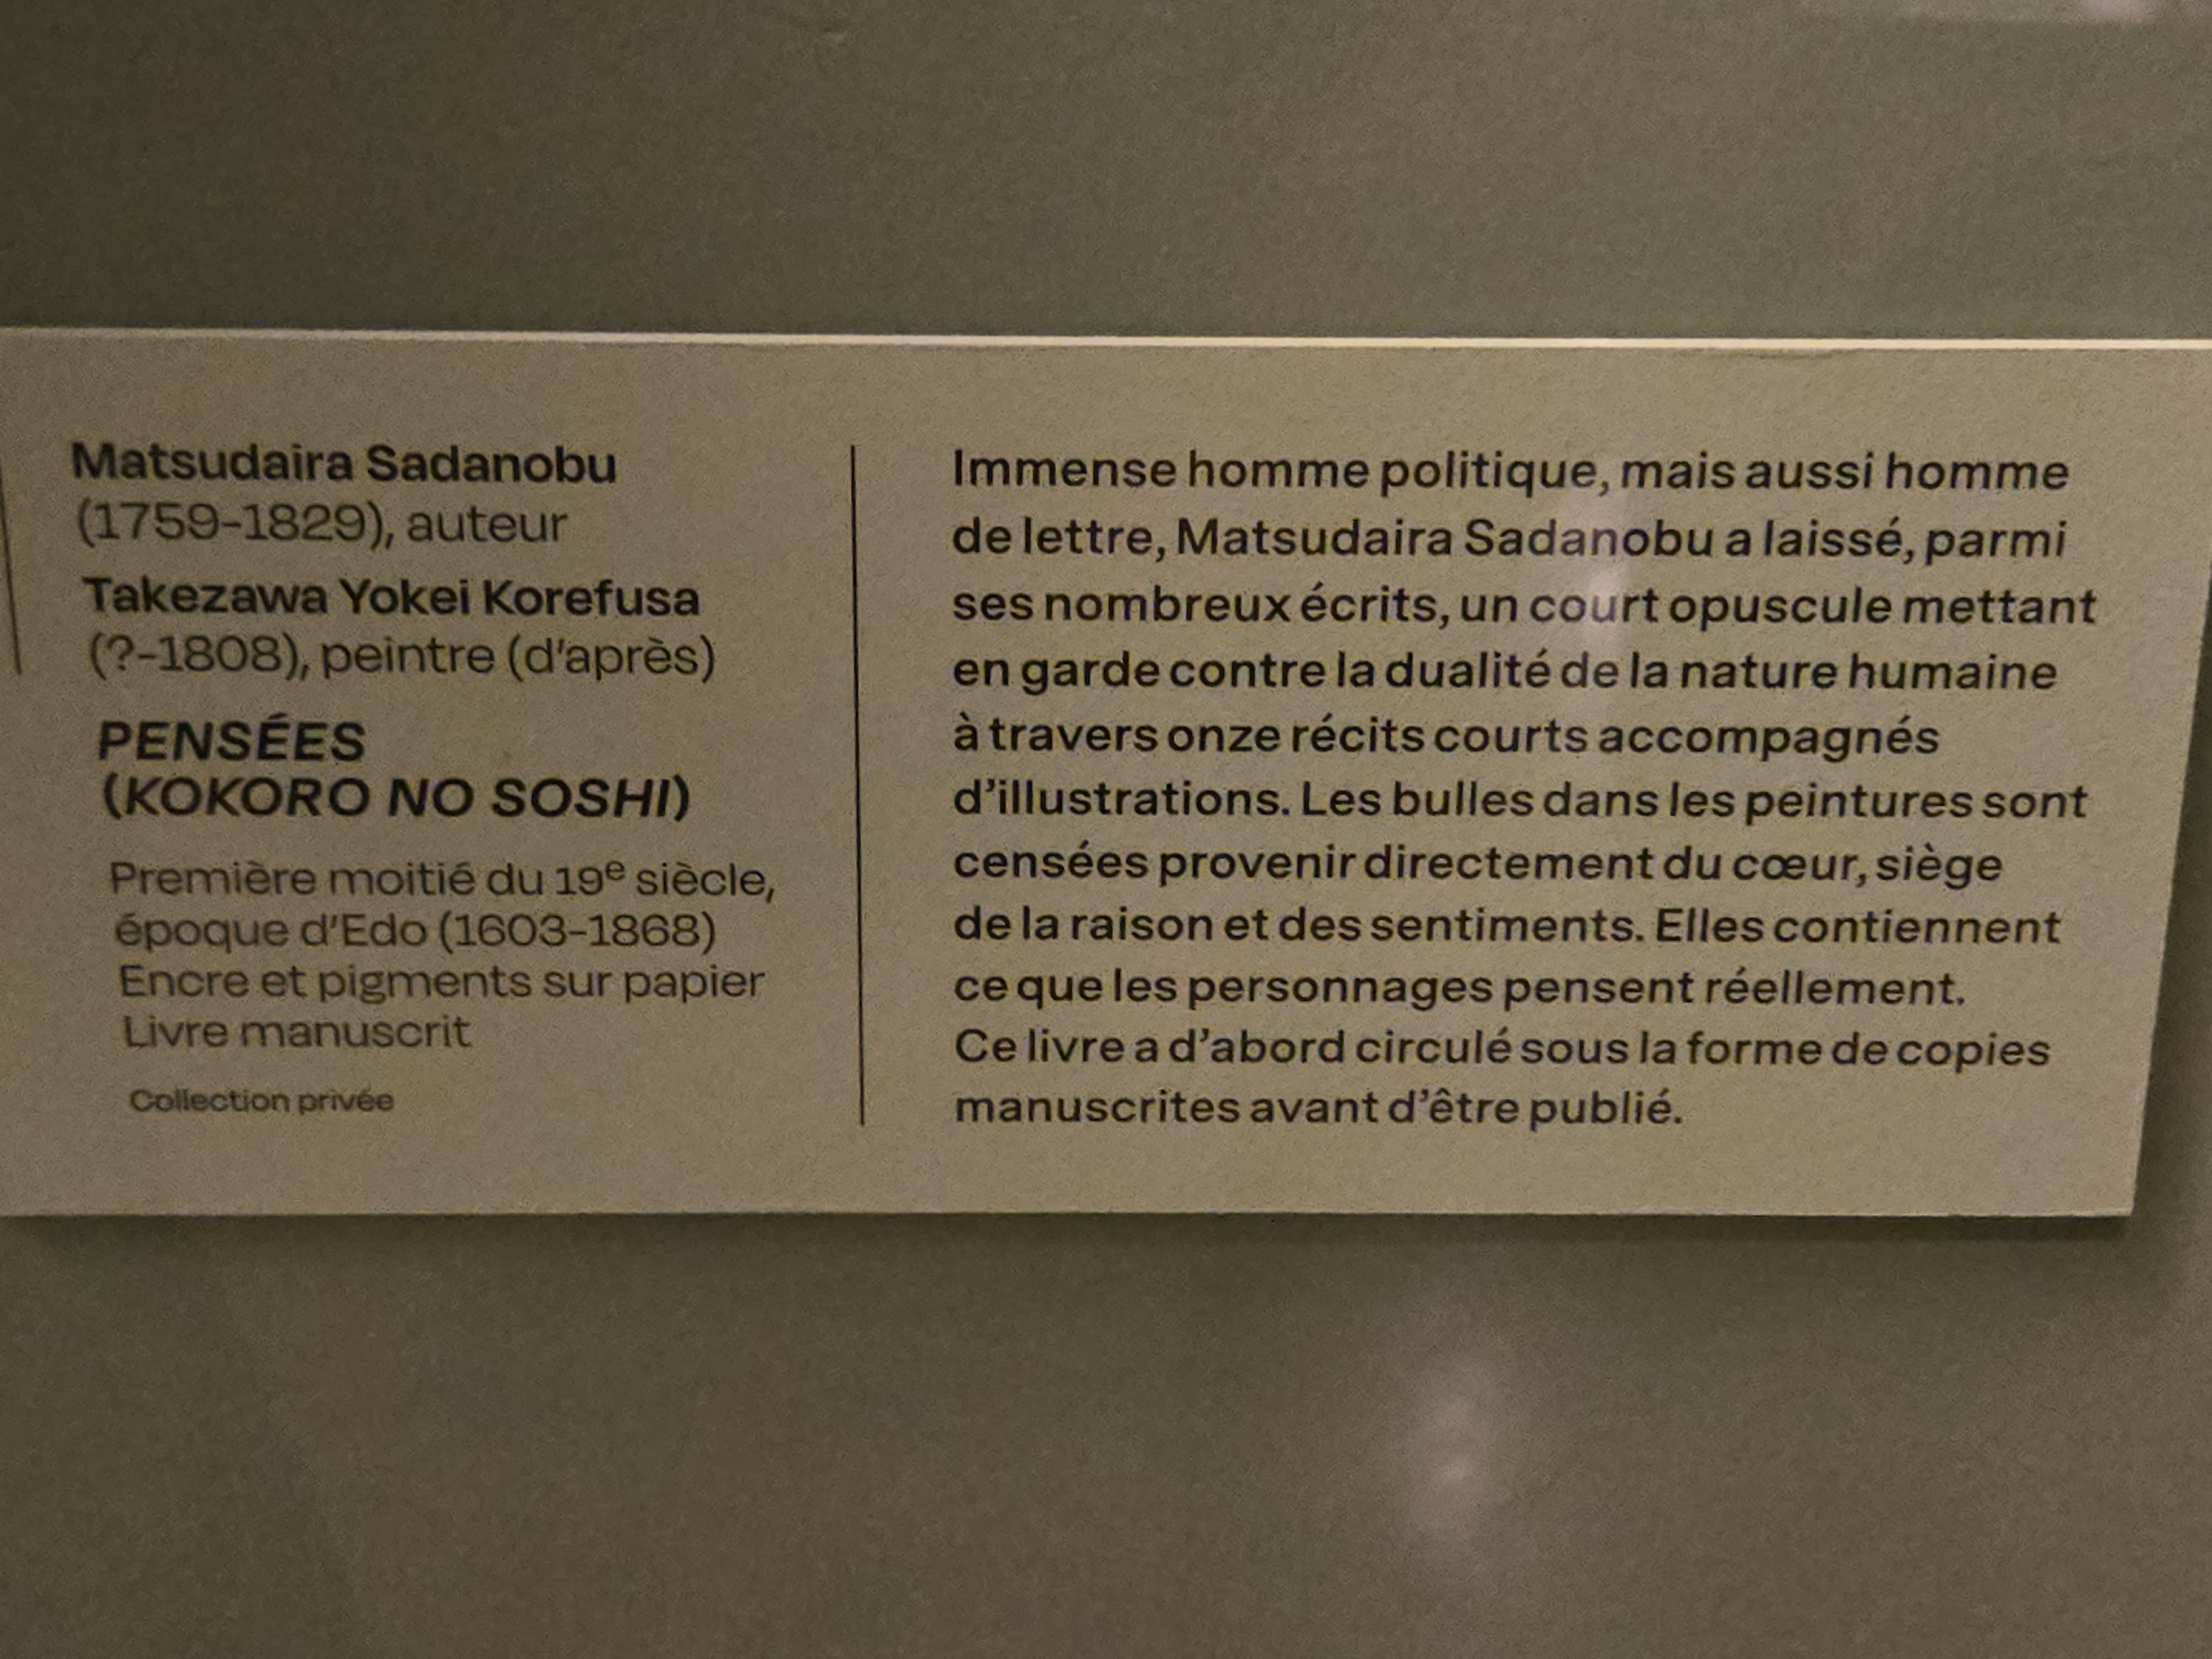 Matsudaira Sadanobu
(1759-1829), auteur
Takezawa Yokei Korefusa
(?-1808), peintre (d'après)
PENSÉES
(KOKORO NO SOSHI)
Première moitié du 19e siècle,
époque d'Edo (1603-1868)
Encre et pigments sur papier
Livre manuscrit
Collection privée
Immense homme politique, mais aussi homme
de lettre, Matsudaira Sadanobu a laissé, parmi
ses nombreux écrits, un court opuscule mettant
en garde contre la dualité de la nature humaine
à travers onze récits courts accompagnés
d’illustrations. Les bulles dans les peintures sont
censées provenir directement du cœur, siège
de la raison et des sentiments. Elles contiennent
ce que les personnages pensent réellement.
Ce livre a d’abord circulé sous la forme de copies
manuscrites avant d’être publié.